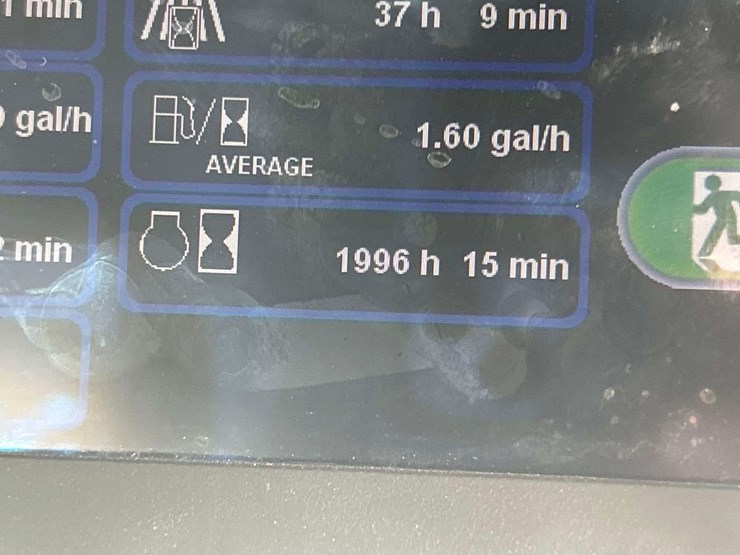 min
37 h 9 min
gal/h
1.60 gal/h
AVERAGE
min
1996 h 15 min